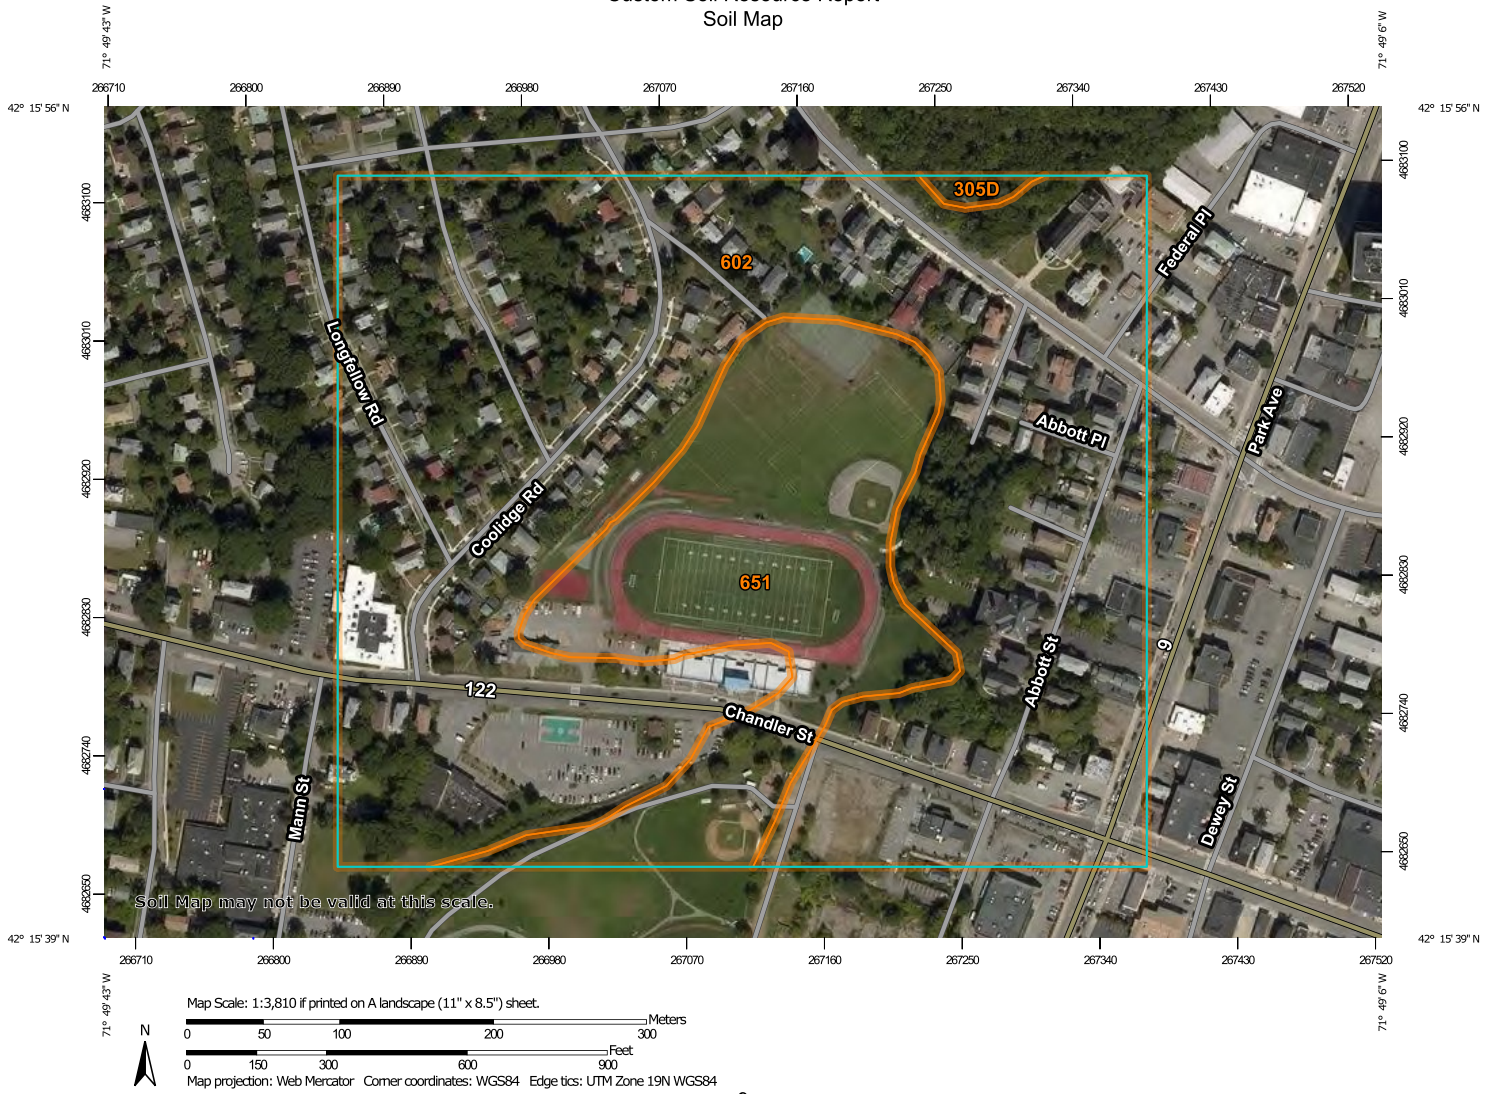 Custom Soil Resource Report
Soil Map
71° 49' 43" W
71° 49' 6" W
266710 266800 266890 266980 267070 267160 267250 267340 267430 267520
42° 15' 56" N
42° 15' 56" N
4683100
4683010
4682920
4682830
4682740
4682650
4683100
4683010
4682920
4682830
4682740
4682650
305D
602
Federal Pl
Longfellow Rd
Park Ave
Abbott Pl
Coolidge Rd
651
Abbott St
9
122
Chandler St
Mann St
Dewey St
Soil Map may not be valid at this scale.
42° 15' 39" N
42° 15' 39" N
266710 266800 266890 266980 267070 267160 267250 267340 267430 267520
71° 49' 43" W
71° 49' 6" W
Map Scale: 1:3,810 if printed on A landscape (11" x 8.5") sheet.
N
Meters
0 50 100 200 300
Feet
0 150 300 600 900
Map projection: Web Mercator Corner coordinates: WGS84 Edge tics: UTM Zone 19N WGS84